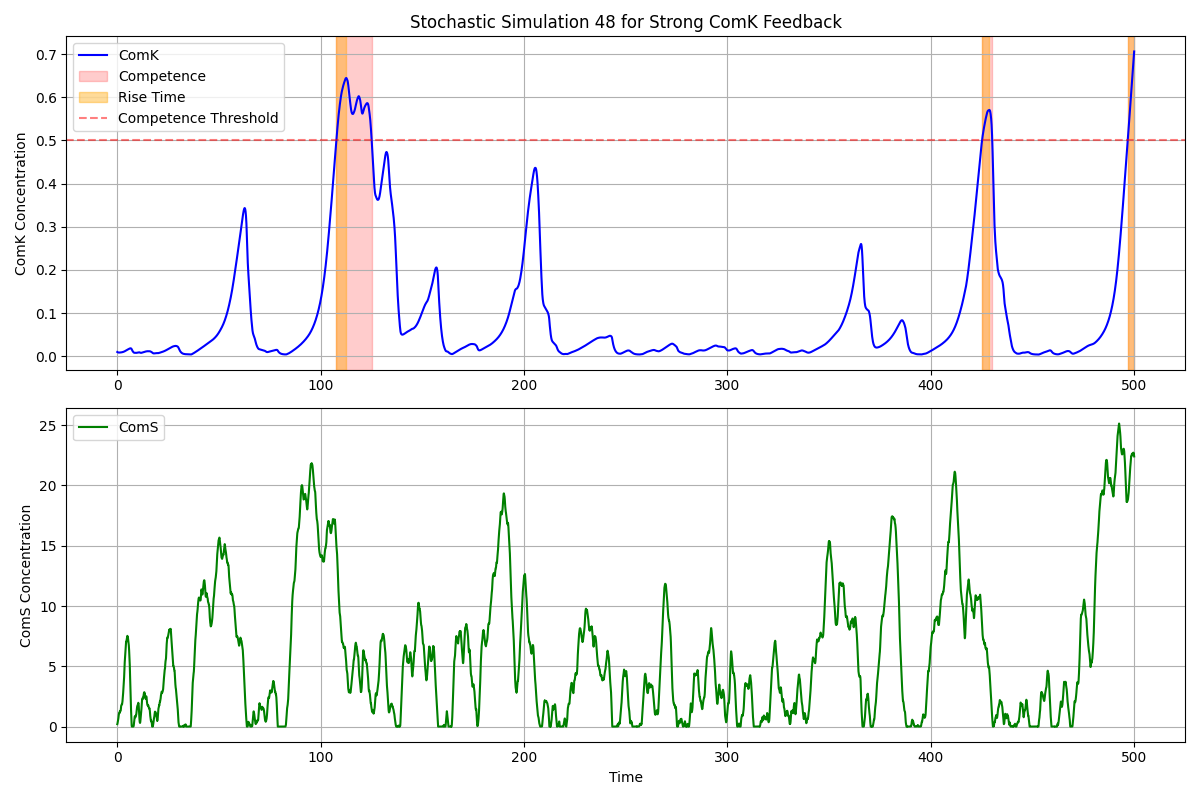 Stochastic Simulation 48 for Strong ComK Feedback
ComK
Competence
Rise Time
Competence Threshold
ComK Concentration
0.7
0.6
0.5
0.4
0.3
0.2
0.1
0.0
0 100 200 300 400 500
ComS
ComS Concentration
25
20
15
10
5
0
0 100 200 300 400 500
Time